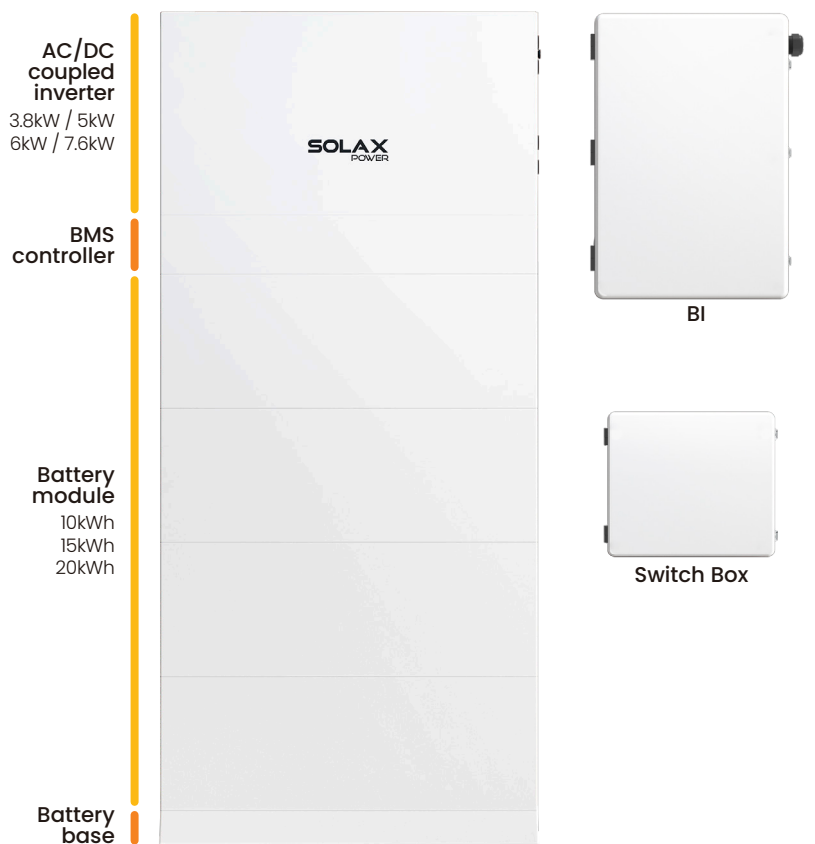 AC/DC
coupled
inverter
3.8kW / 5kW
6kW / 7.6kW
SOLAX
POWER
BMS
controller
BI
Battery
module
10kWh
15kWh
20kWh
Switch Box
Battery
base